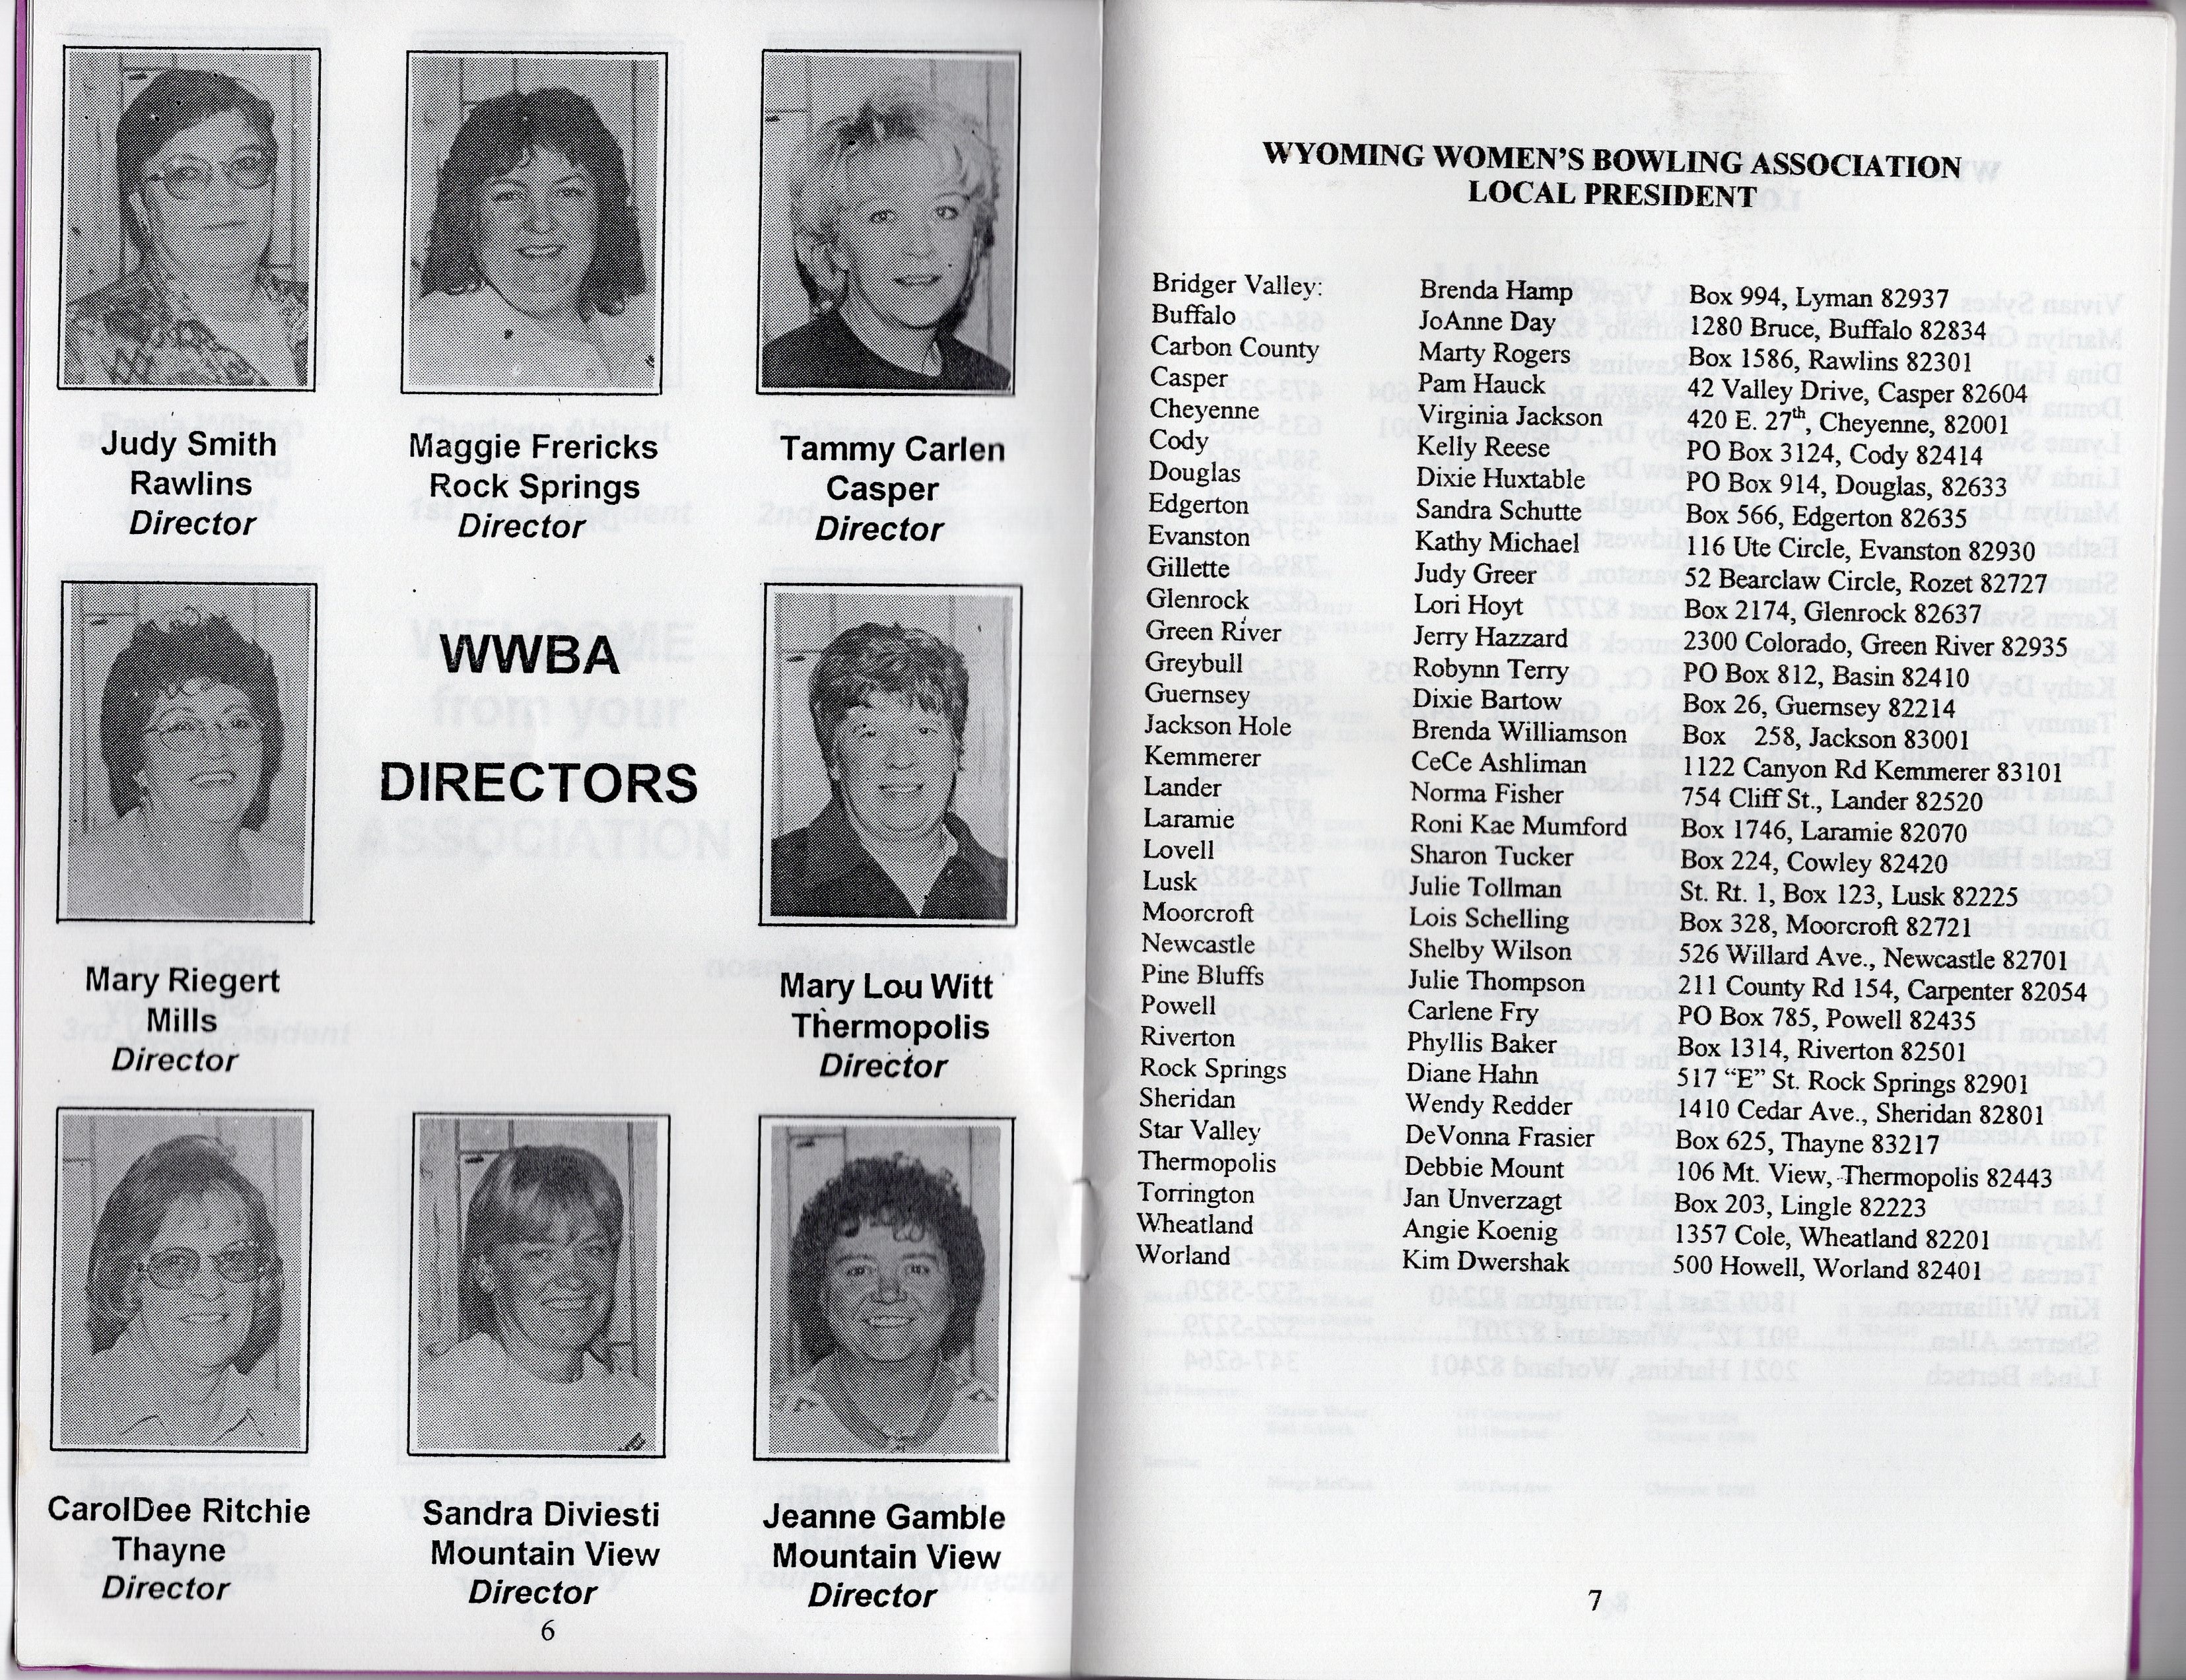 Judy Smith
Rawlins
Director
Maggie Frericks
Rock Springs
Director
Tammy Carlen
Casper
Director
WWBA
DIRECTORS
Mary Riegert
Mills
Director
Mary Lou Witt
Thermopolis
Director
CarolDee Ritchie
Thayne
Director
Sandra Diviesti
Mountain View
Director
Jeanne Gamble
Mountain View
Director
6
WYOMING WOMEN'S BOWLING ASSOCIATION
LOCAL PRESIDENT
Bridger Valley: Brenda Hamp Box 994, Lyman 82937
Buffalo JoAnne Day 1280 Bruce, Buffalo 82834
Carbon County Marty Rogers Box 1586, Rawlins 82301
Casper Pam Hauck 42 Valley Drive, Casper 82604
Cheyenne Virginia Jackson 420 E. 27th, Cheyenne, 82001
Cody Kelly Reese PO Box 3124, Cody 82414
Douglas Dixie Huxtable PO Box 914, Douglas, 82633
Edgerton Sandra Schutte Box 566, Edgerton 82635
Evanston Kathy Michael 116 Ute Circle, Evanston 82930
Gillette Judy Greer 52 Bearclaw Circle, Rozet 82727
Glenrock Lori Hoyt Box 2174, Glenrock 82637
Green River Jerry Hazzard 2300 Colorado, Green River 82935
Greybull Robynn Terry PO Box 812, Basin 82410
Guernsey Dixie Bartow Box 26, Guernsey 82214
Jackson Hole Brenda Williamson Box 258, Jackson 83001
Kemmerer CeCe Ashliman 1122 Canyon Rd Kemmerer 83101
Lander Norma Fisher 754 Cliff St., Lander 82520
Laramie Roni Kae Mumford Box 1746, Laramie 82070
Lovell Sharon Tucker Box 224, Cowley 82420
Lusk Julie Tollman St. Rt. 1, Box 123, Lusk 82225
Moorcroft Lois Schelling Box 328, Moorcroft 82721
Newcastle Shelby Wilson 526 Willard Ave., Newcastle 82701
Pine Bluffs Julie Thompson 211 County Rd 154, Carpenter 82054
Powell Carlene Fry PO Box 785, Powell 82435
Riverton Phyllis Baker Box 1314, Riverton 82501
Rock Springs Diane Hahn 517 "E" St. Rock Springs 82901
Sheridan Wendy Redder 1410 Cedar Ave., Sheridan 82801
Star Valley DeVonna Frasier Box 625, Thayne 83217
Thermopolis Debbie Mount 106 Mt. View, Thermopolis 82443
Torrington Jan Unverzagt Box 203, Lingle 82223
Wheatland Angie Koenig 1357 Cole, Wheatland 82201
Worland Kim Dwershak 500 Howell, Worland 82401
7